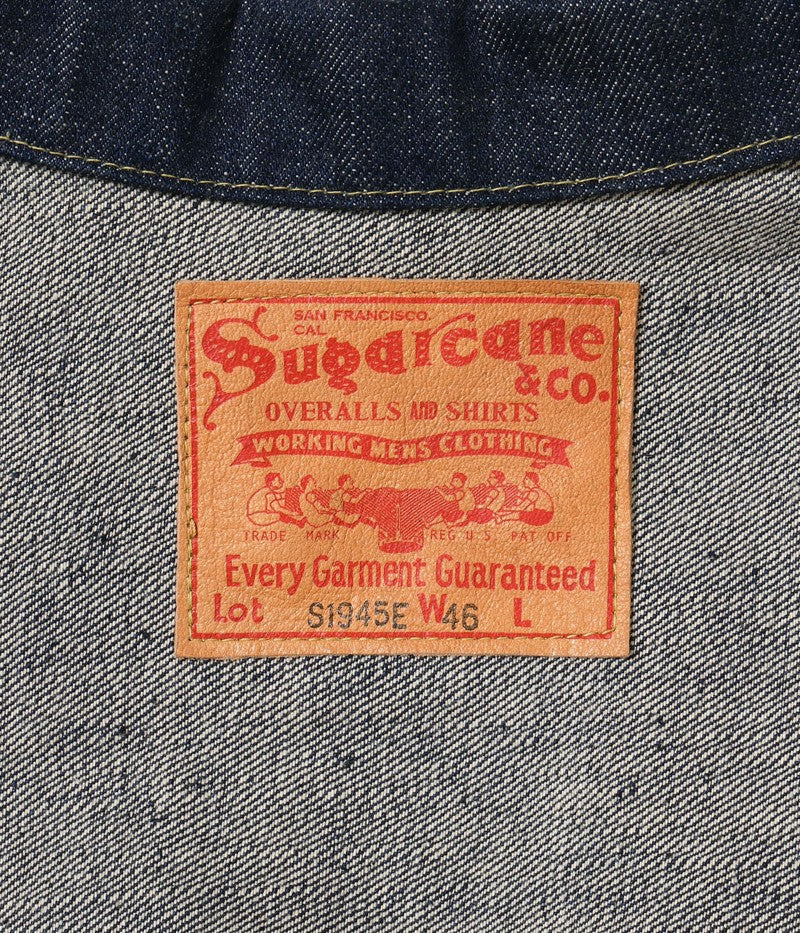 SAN FRANCISCO.
CAL
Sugarcane
& CO.
OVERALLS AND SHIRTS
WORKING MENS CLOTHING
TRADE MARK REG U.S. PAT OFF
Every Garment Guaranteed
Lot S1945E W 46 L